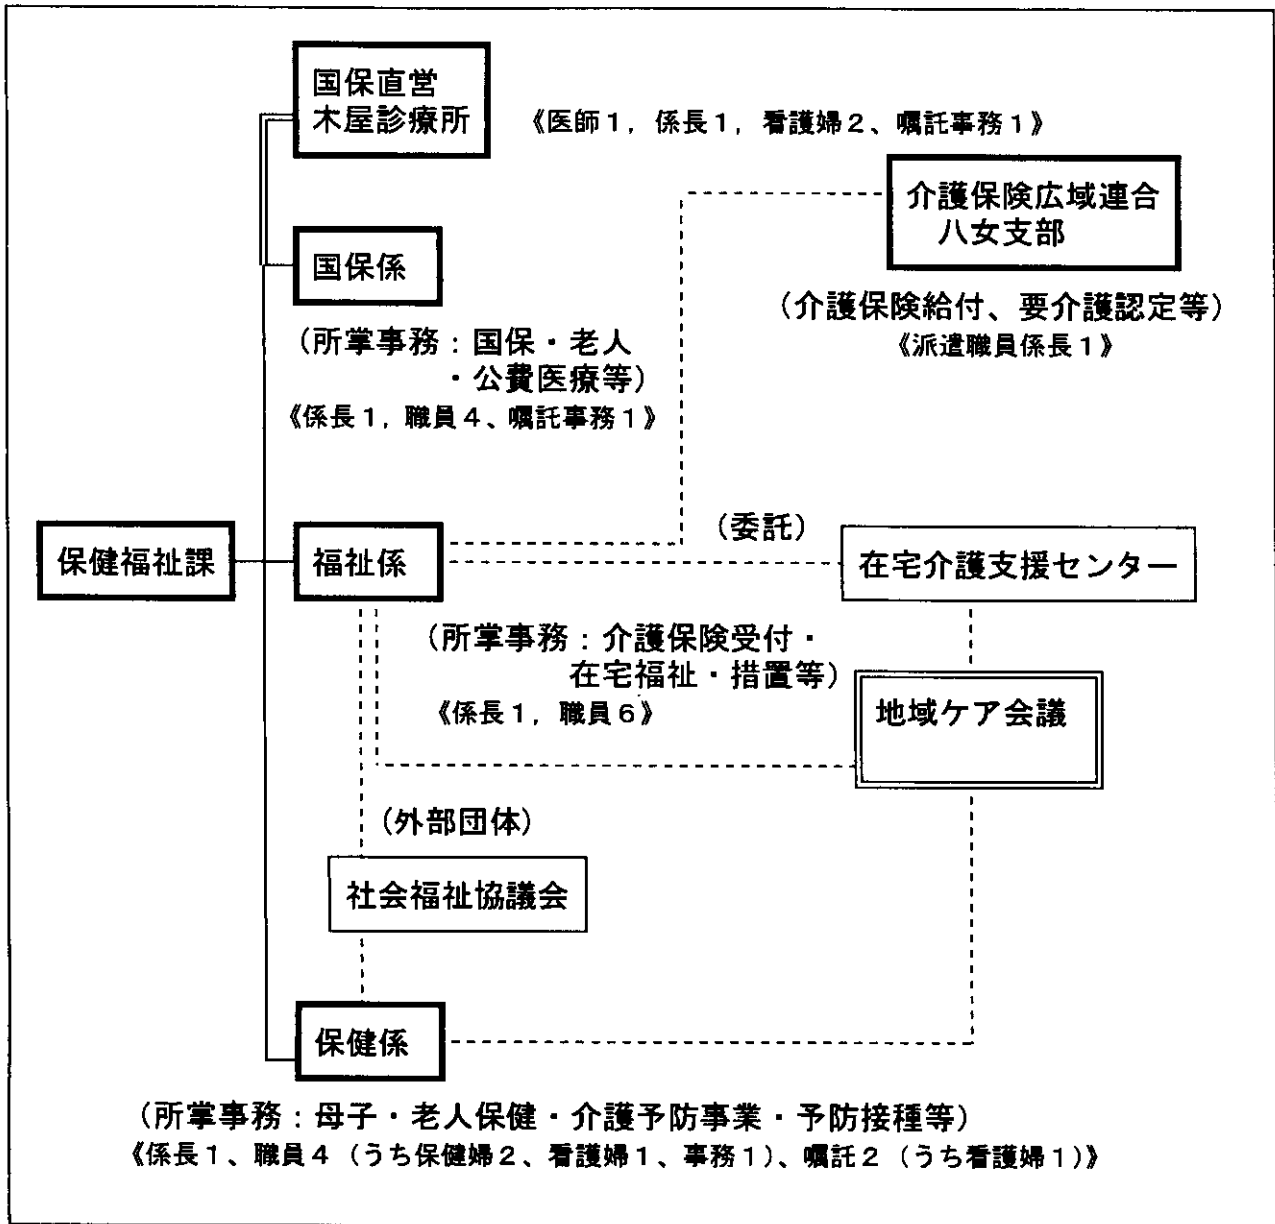 国保直営
木屋診療所
《医師1,係長1,看護婦2、嘱託事務1》
介護保険広域連合
八女支部
(介護保険給付、要介護認定等)
《派遣職員係長1》
国保係
(所掌事務:国保・老人
・公費医療等)
《係長1,職員4、嘱託事務1》
保健福祉課
福祉係
(委託)
在宅介護支援センター
(所掌事務:介護保険受付・
在宅福祉・措置等)
《係長1,職員6》
地域ケア会議
(外部団体)
社会福祉協議会
保健係
(所掌事務:母子・老人保健・介護予防事業・予防接種等)
《係長1、職員4(うち保健婦2、看護婦1、事務1)、嘱託2(うち看護婦1)》